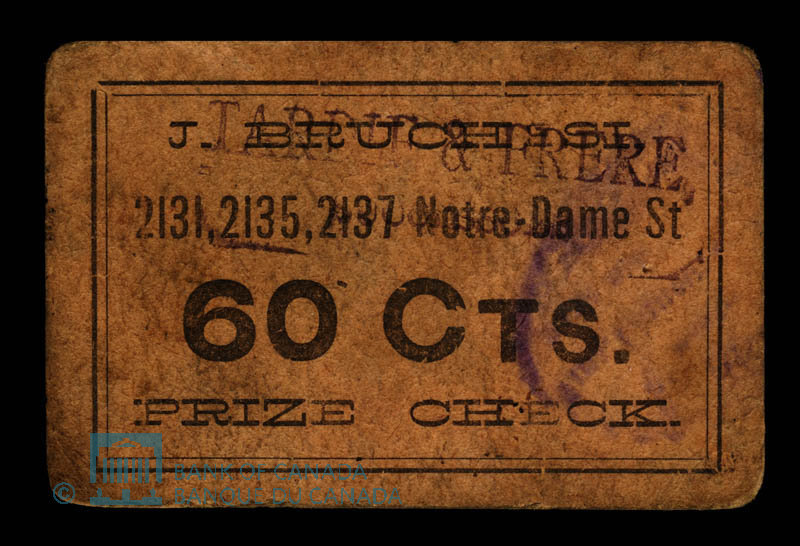 J. BRUCHESI,
& FRERE
2131,2135,2137 Notre-Dame St
60 CTS.
PRIZE CHECK.
© BANK OF CANADA
BANQUE DU CANADA